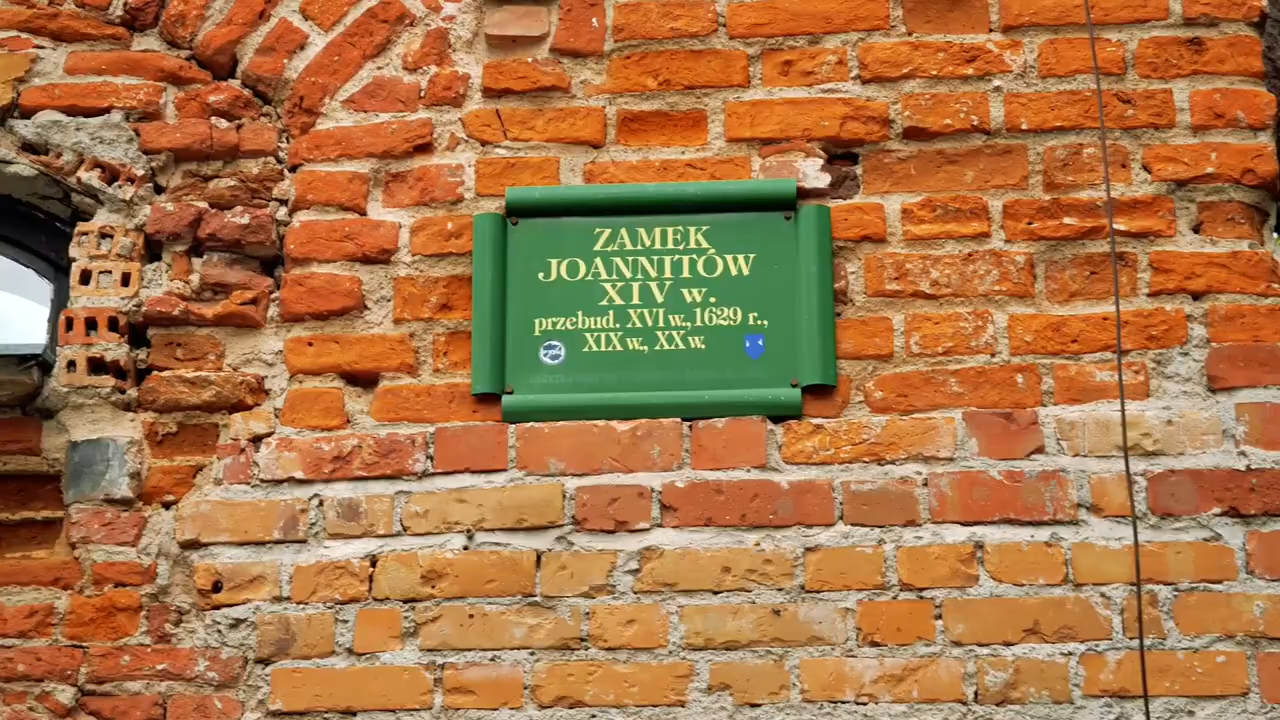 ZAMEK
JOANNITÓW
XIV w.
przebud. XVI w., 1629 r.,
XIX w., XX w.